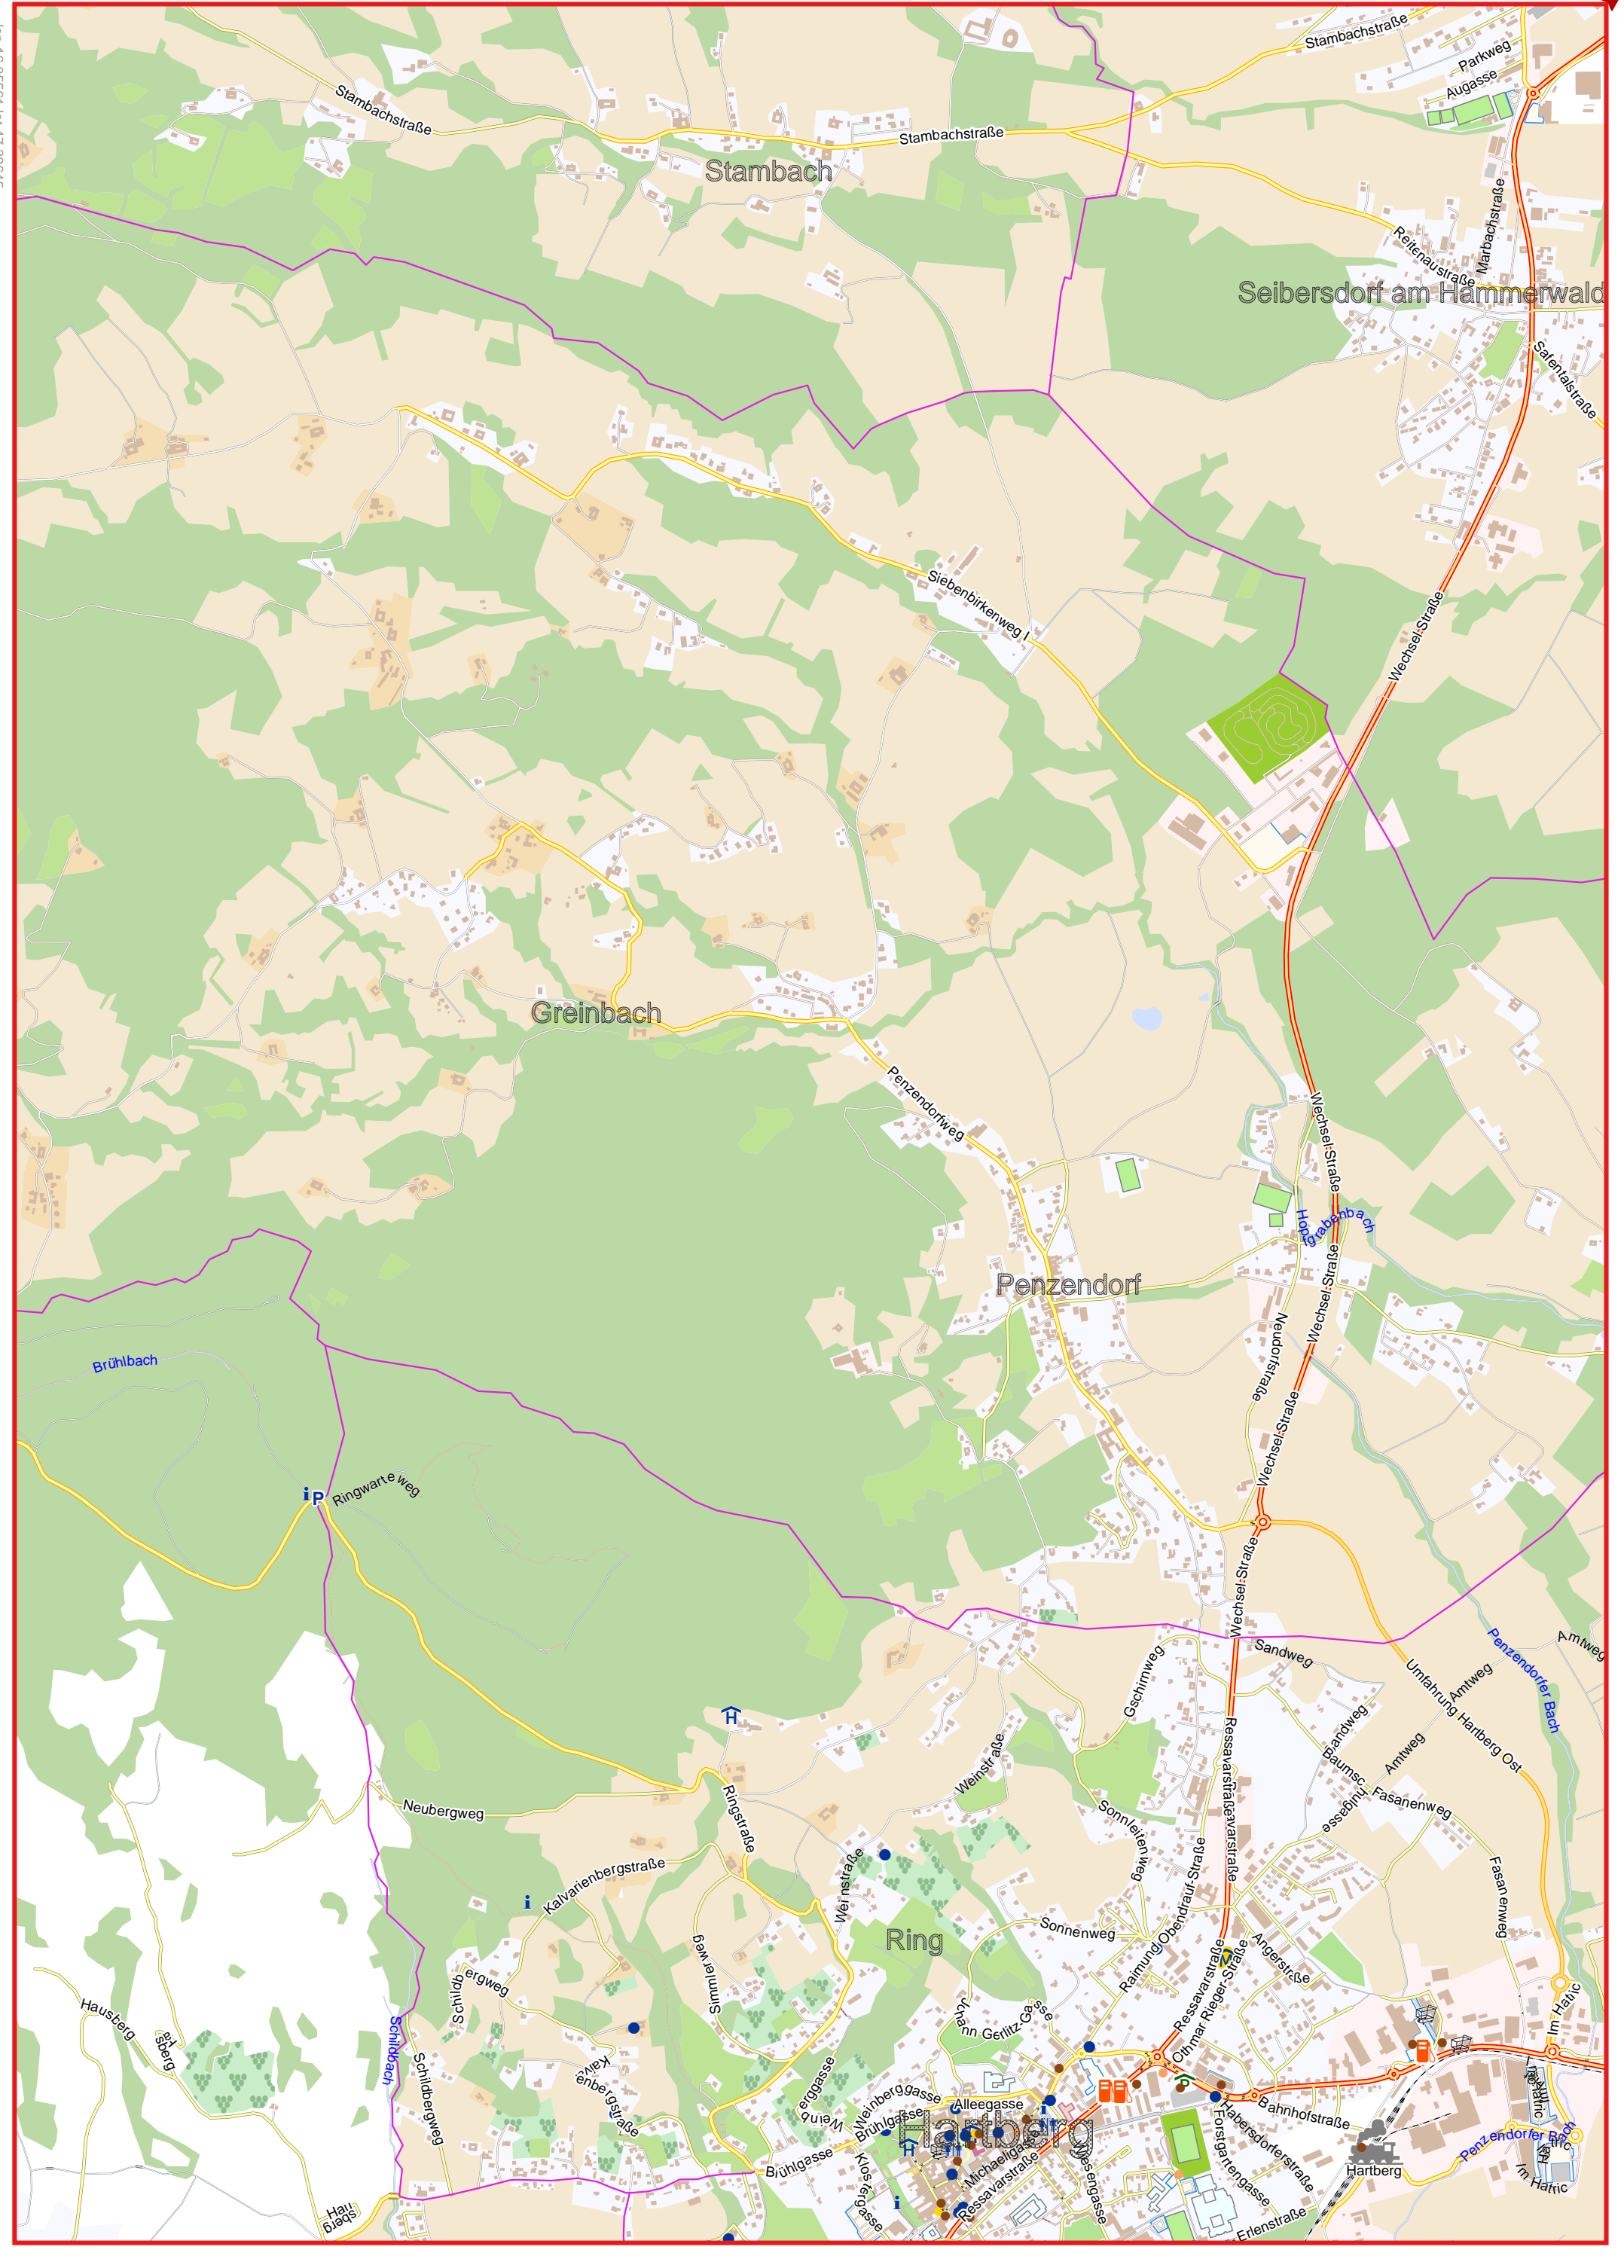 Stambachstraße
Parkweg
Augasse
Stambachstraße
Stambachstraße
Stambach
Marbachstraße
Reitenaustraße
Seibersdorf am Hammerwald
Safentalstraße
Siebenbirkenweg I
Wechsel-Straße
Greinbach
Penzendorfweg
Wechsel-Straße
Hopfgrabenbach
Wechsel-Straße
Penzendorf
Neudorfstraße
Brühlbach
Wechsel-Straße
Ringwarteweg
P
Wechsel-Straße
Sandweg
Amtweg
Penzendorfer Bach
Gschirnweg
Amtweg
Umfahrung Hartberg Ost
H
Ressavarstraße
Sandweg
Weinstraße
Amtweg
Neubergweg
Ringstraße
Sonnleitenweg
Baumschulgasse
Fasanenweg
Kalvarienbergstraße
Weinstraße
Raimund-Obendrauf-Straße
Fasanenweg
Ring
Sonnenweg
Angerstraße
Simmlerweg
Schildbergweg
Ressavarstraße
Othmar Rieger-Straße
Johann Gerlitz-Gasse
Im Hatric
Hausberg
Hausberg
Schildbach
Schildbergweg
Weinberggasse
Weinberggasse
Alleegasse
Brühlgasse
Hartberg
Bahnhofstraße
Habersdorferstraße
Michaeligasse
Brühlgasse
Klostergasse
Ressavarstraße
Wiesengasse
Forstgartengasse
Penzendorfer Bach
Hartberg
Im Hatric
Erlenstraße
Hausberg